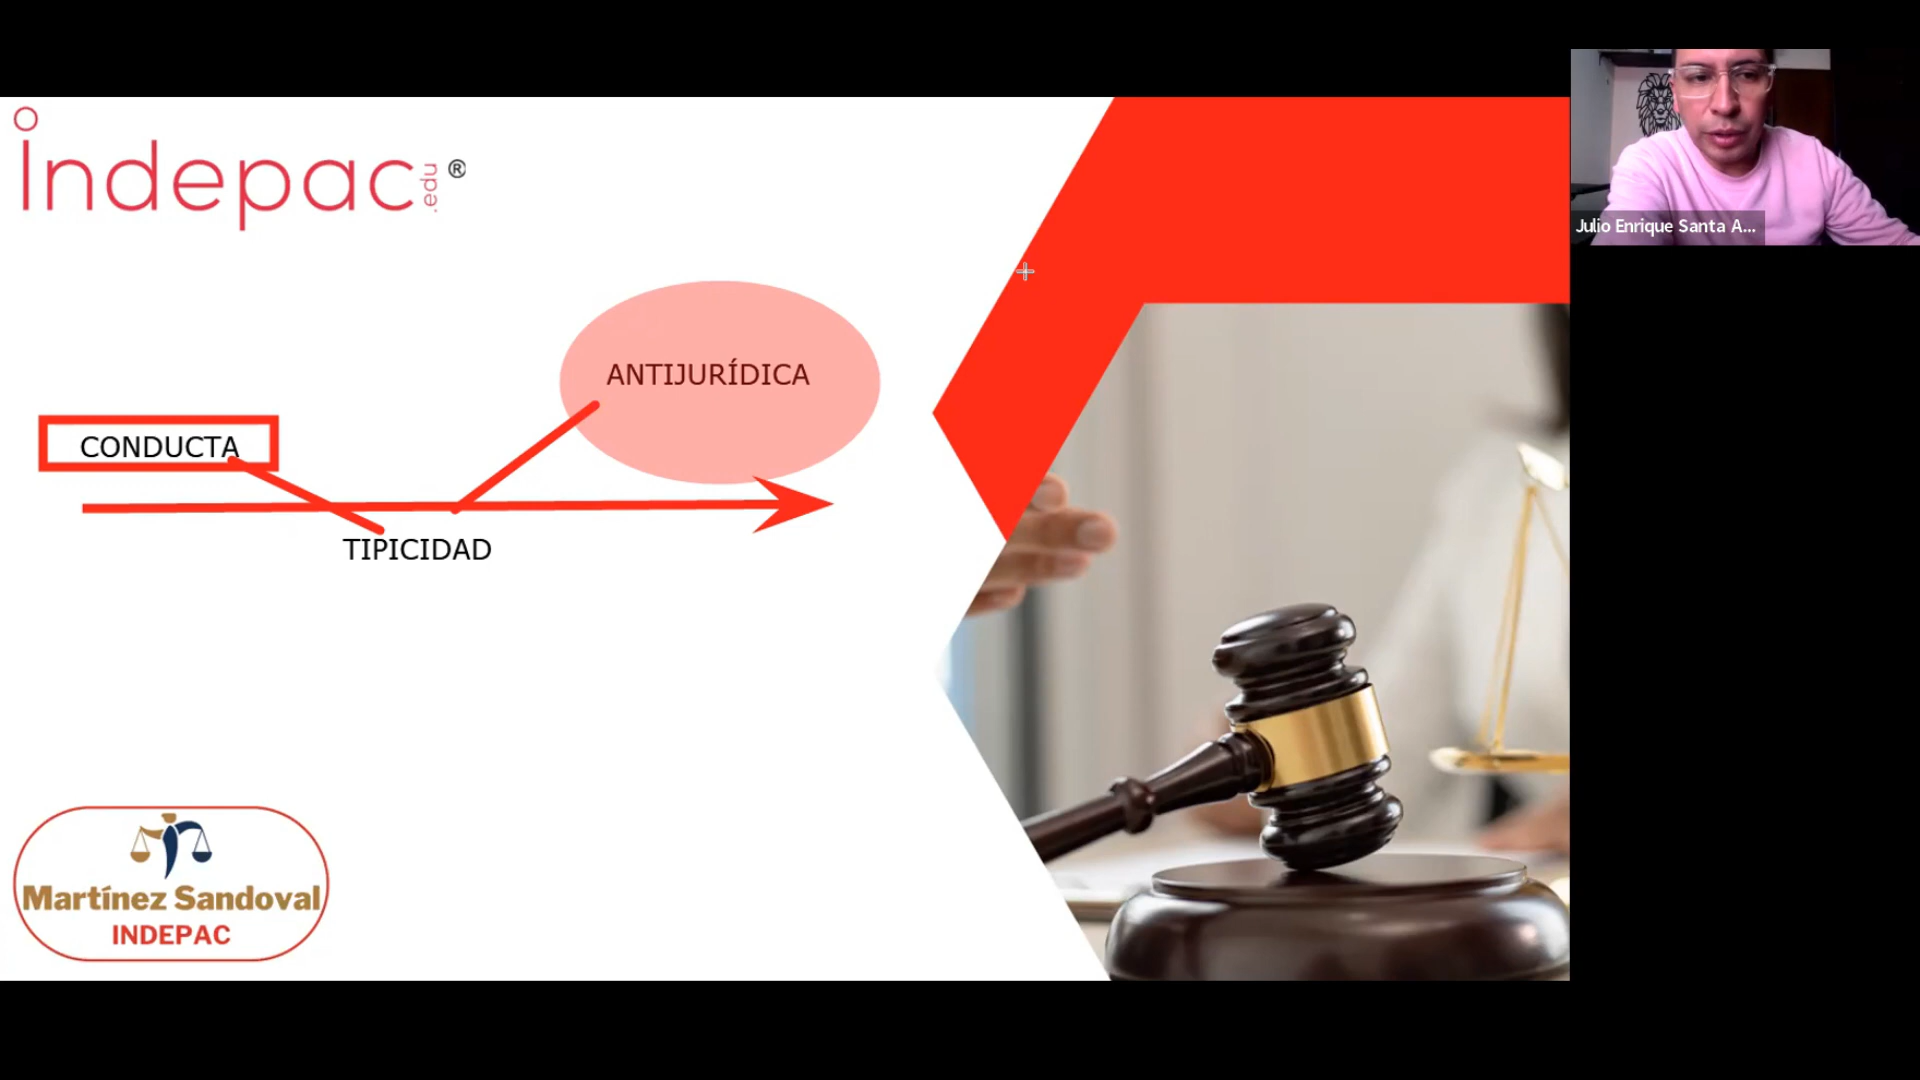 indepac.edu®
Julio Enrique Santa A...
ANTIJURÍDICA
CONDUCTA
TIPICIDAD
Martínez Sandoval
INDEPAC